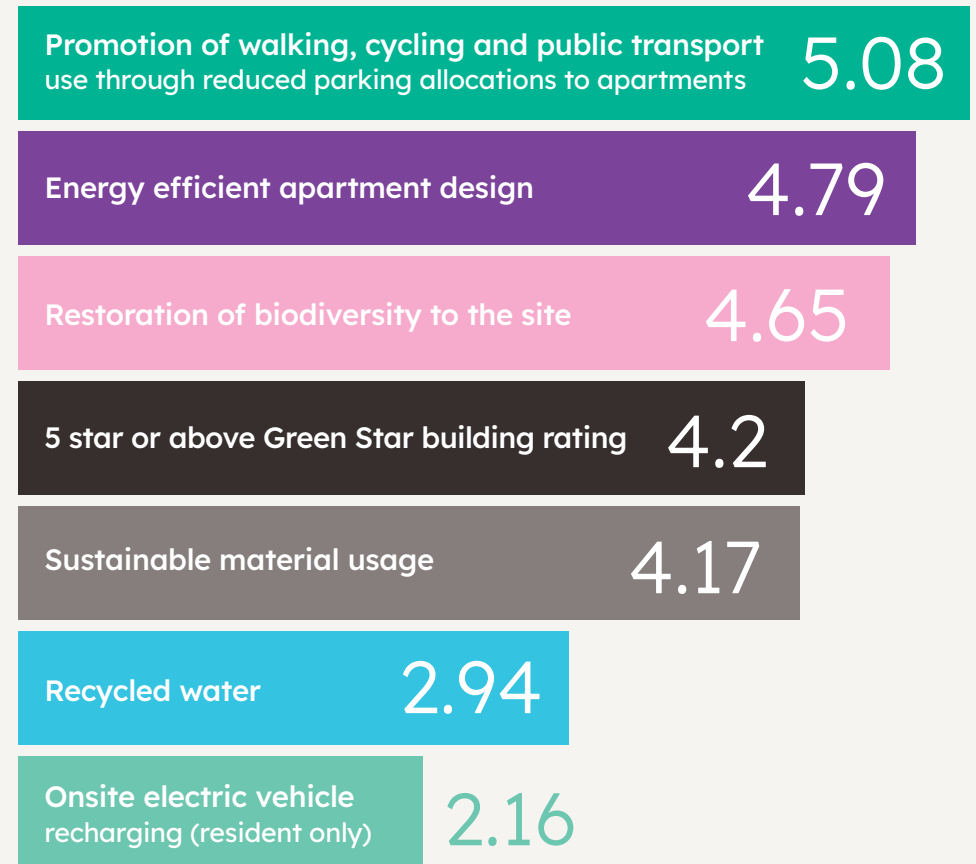 Promotion of walking, cycling and public transport
use through reduced parking allocations to apartments
5.08
Energy efficient apartment design
4.79
Restoration of biodiversity to the site
4.65
5 star or above Green Star building rating
4.2
Sustainable material usage
4.17
Recycled water
2.94
Onsite electric vehicle
recharging (resident only)
2.16